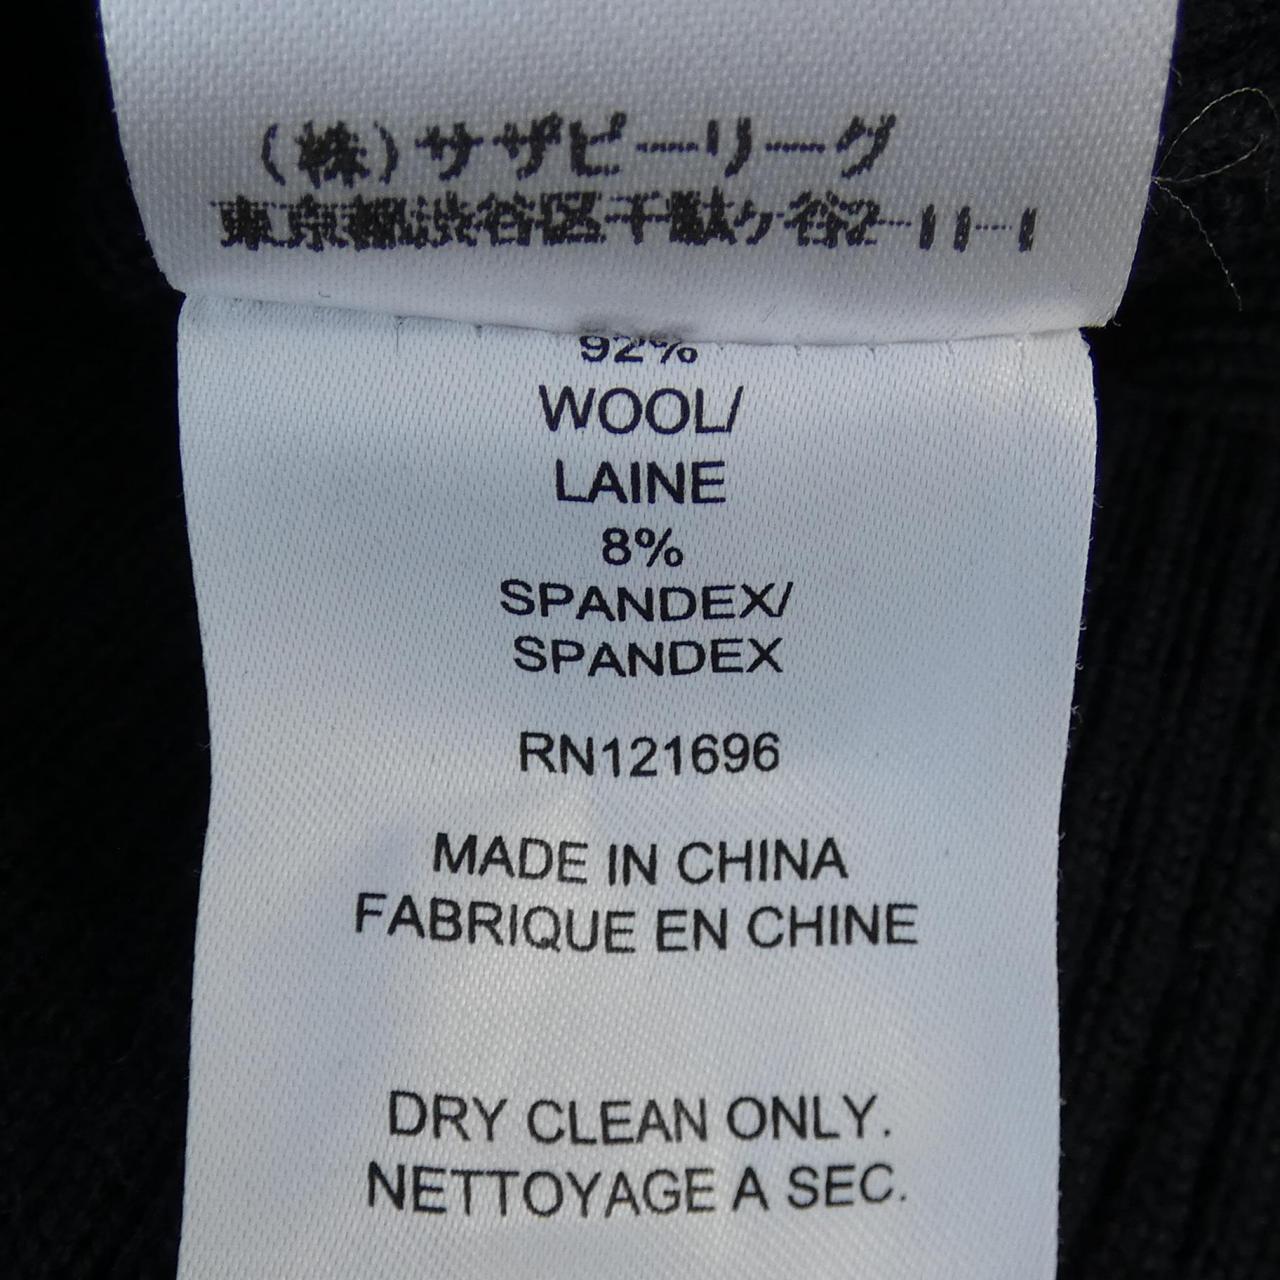 (株)サザビーリーグ
東京都渋谷区千駄ヶ谷2-11-1
92%
WOOL/
LAINE
8%
SPANDEX/
SPANDEX
RN121696
MADE IN CHINA
FABRIQUE EN CHINE
DRY CLEAN ONLY.
NETTOYAGE A SEC.